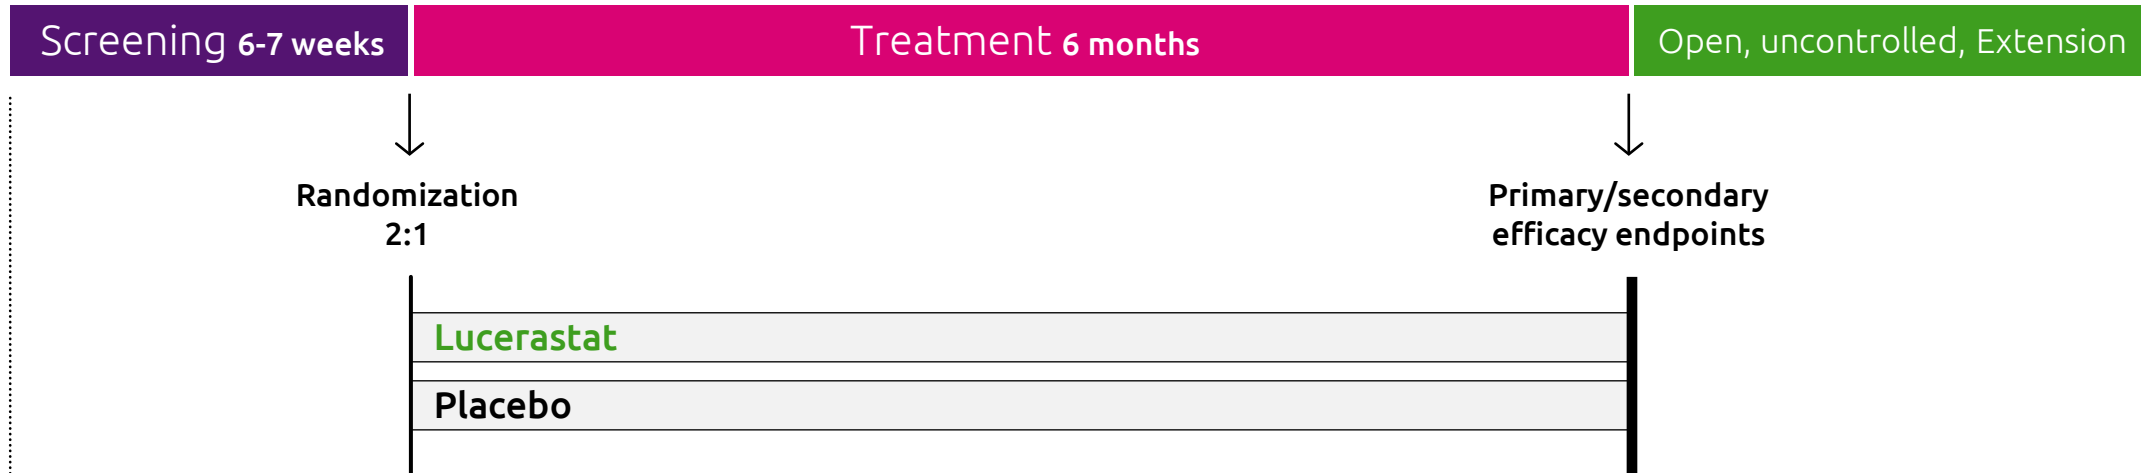 Screening 6-7 weeks
Treatment 6 months
Open, uncontrolled, Extension
Randomization
2:1
Primary/secondary
efficacy endpoints
Lucerastat
Placebo